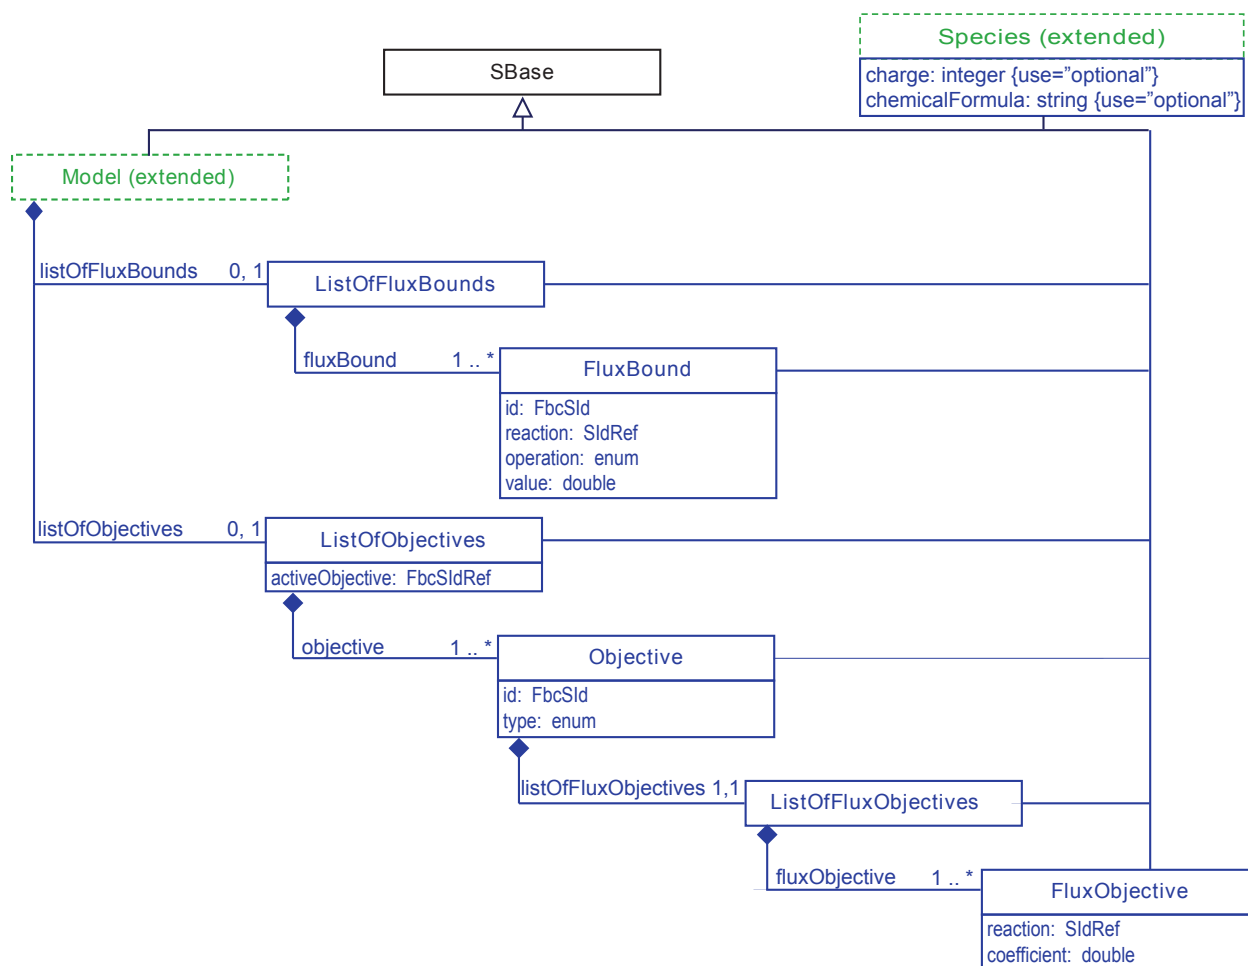 Species (extended)
SBase
charge: integer {use=”optional”}
chemicalFormula: string {use=”optional”}
Model (extended)
listOfFluxBounds 0, 1
ListOfFluxBounds
fluxBound 1 .. *
FluxBound
id: FbcSId
reaction: SIdRef
operation: enum
value: double
listOfObjectives 0, 1
ListOfObjectives
activeObjective: FbcSIdRef
objective 1 .. *
Objective
id: FbcSId
type: enum
listOfFluxObjectives 1,1
ListOfFluxObjectives
fluxObjective 1 .. *
FluxObjective
reaction: SIdRef
coefficient: double